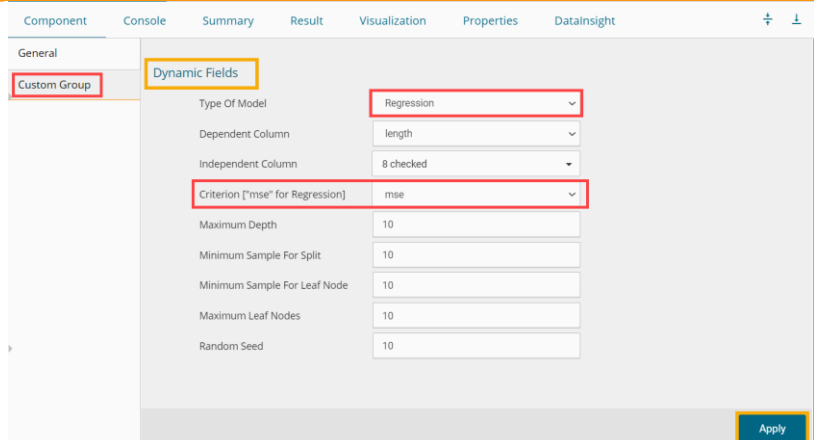 Component Console Summary Result Visualization Properties DataInsight
General
Custom Group
Dynamic Fields
Type Of Model Regression
Dependent Column length
Independent Column 8 checked
Criterion ["mse" for Regression] mse
Maximum Depth 10
Minimum Sample For Split 10
Minimum Sample For Leaf Node 10
Maximum Leaf Nodes 10
Random Seed 10
Apply